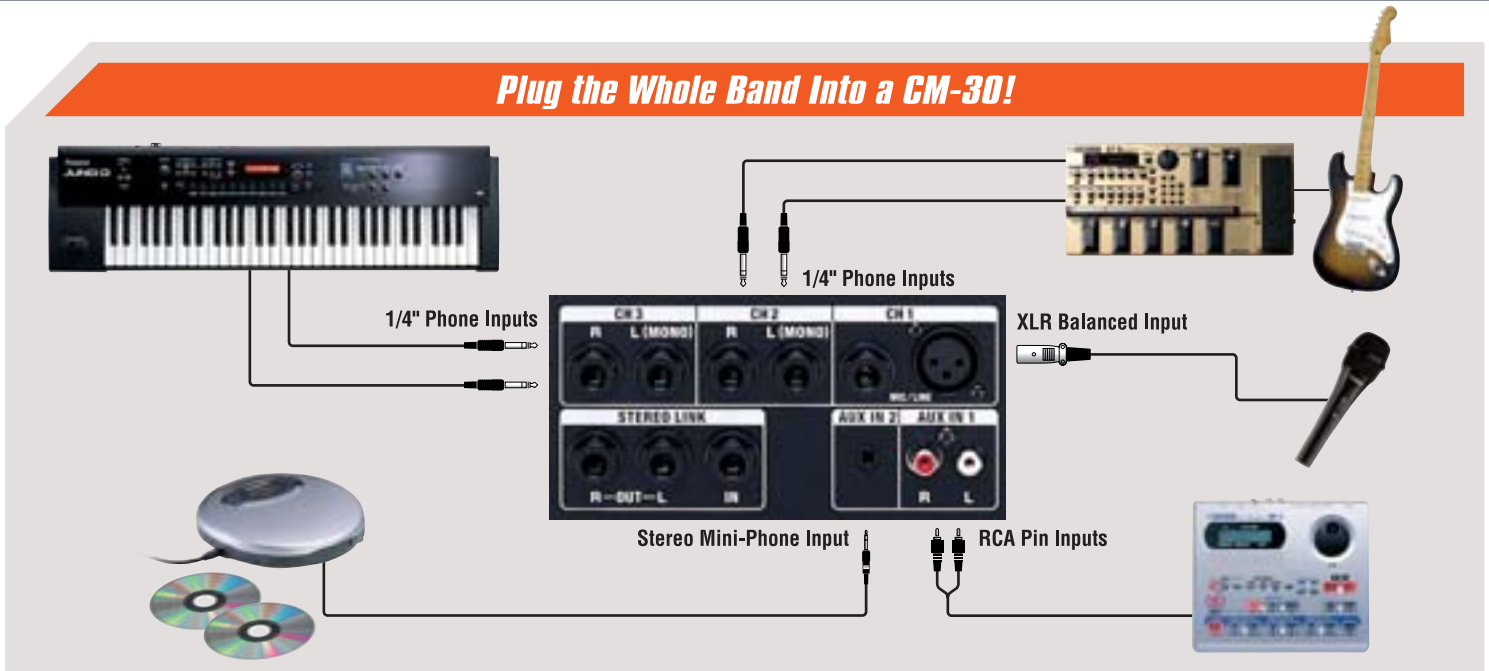 Plug the Whole Band Into a CM-30!
Roland
JUNO-G
1/4" Phone Inputs
1/4" Phone Inputs
XLR Balanced Input
CH 3
CH 2
CH 1
R L (MONO)
R L (MONO)
MIC/LINE
STEREO LINK
AUX IN 2
AUX IN 1
R-OUT-L
IN
R L
Stereo Mini-Phone Input
RCA Pin Inputs